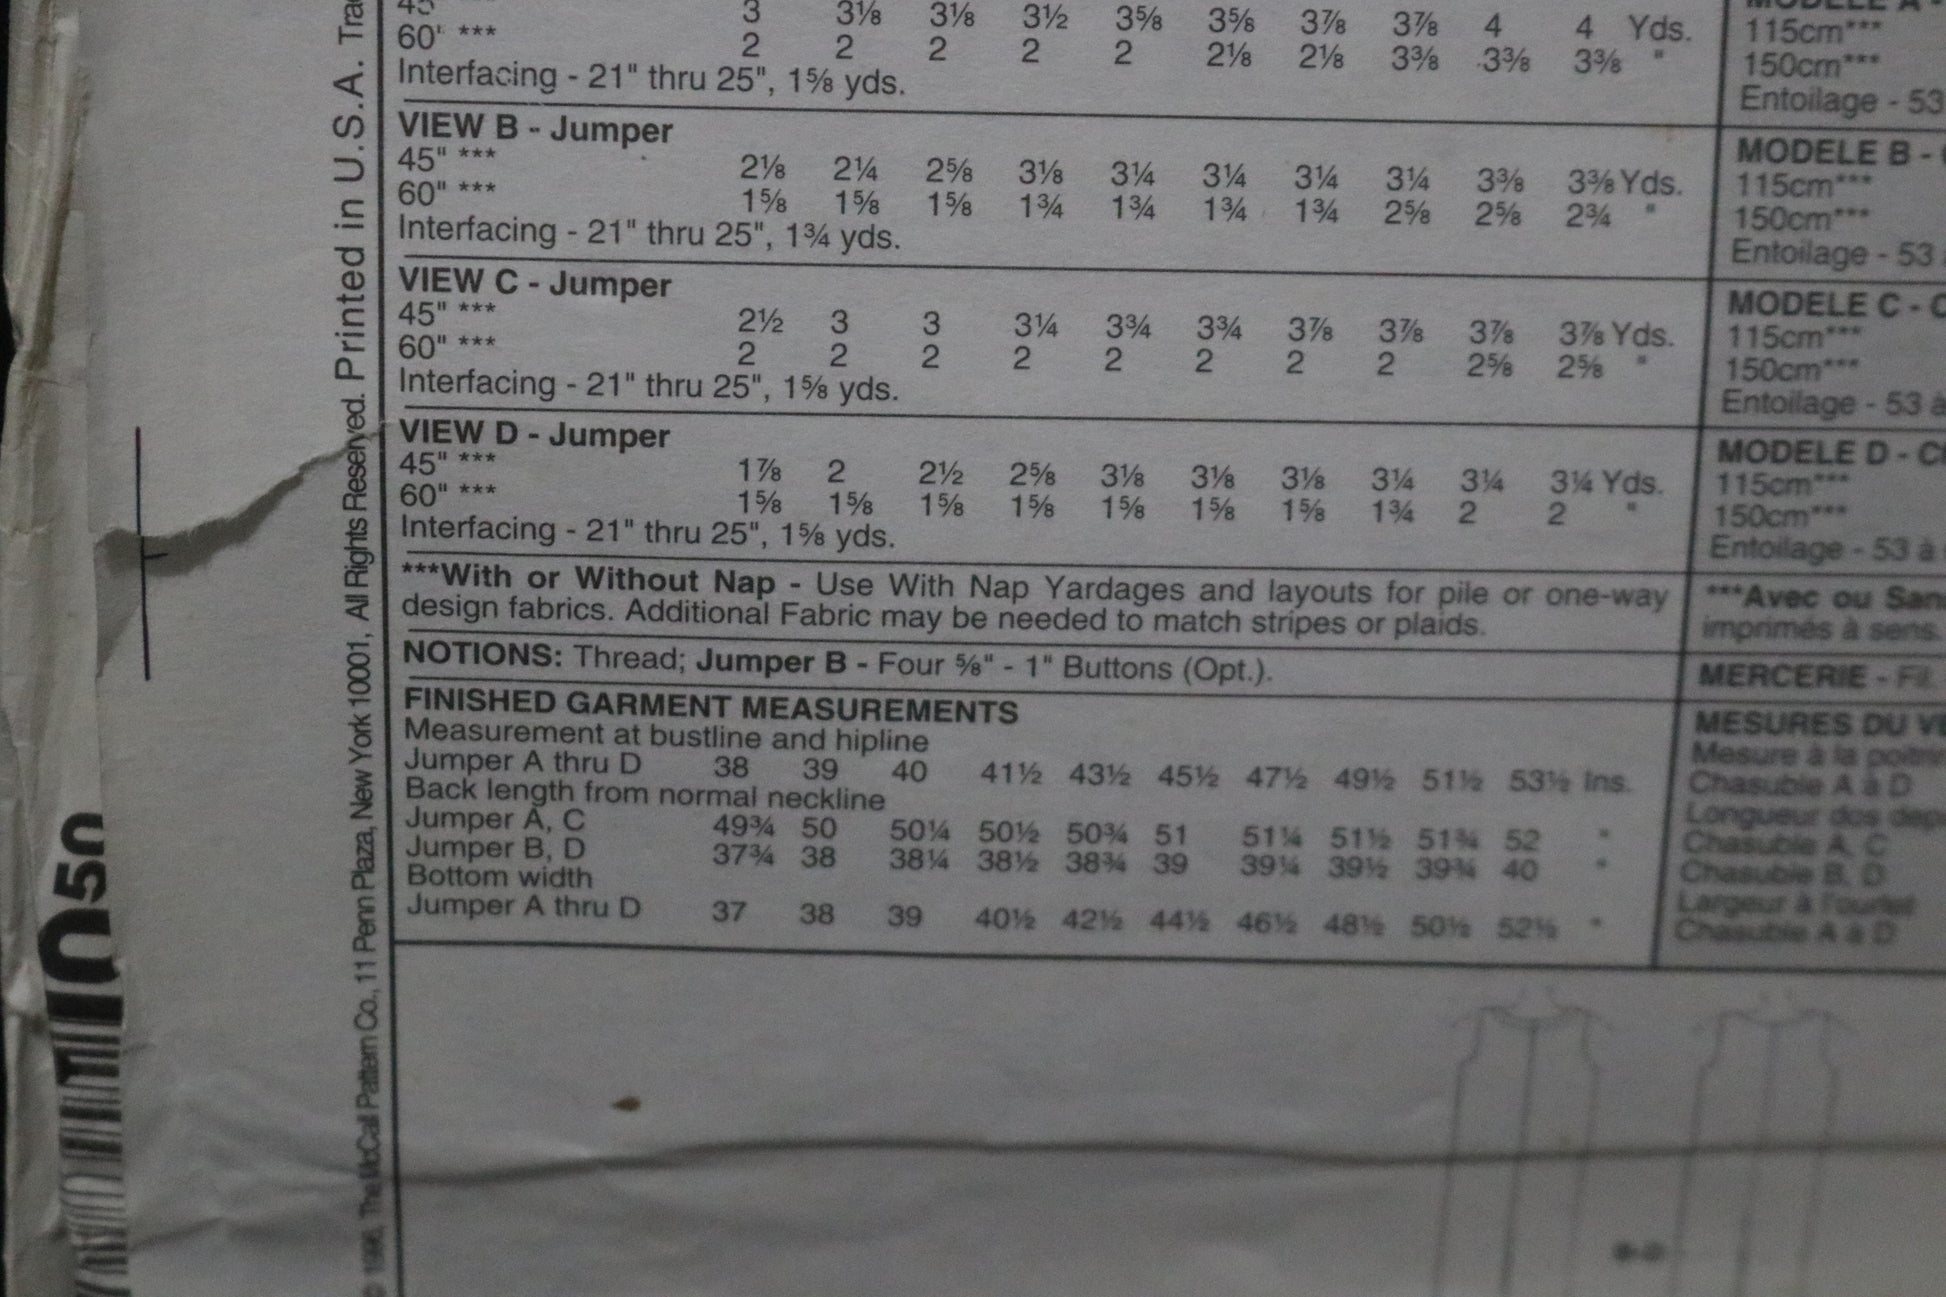 45" *** 3 3⅛ 3⅛ 3½ 3⅝ 3⅝ 3⅞ 3⅞ 4 4 Yds.
60" *** 2 2 2 2 2 2⅛ 2⅛ 3⅜ 3⅜ 3⅜ "
Interfacing - 21" thru 25", 1⅝ yds.
VIEW B - Jumper
45" *** 2⅛ 2¼ 2⅝ 3⅛ 3¼ 3¼ 3¼ 3¼ 3⅜ 3⅜ Yds.
60" *** 1⅝ 1⅝ 1⅝ 1¾ 1¾ 1¾ 1¾ 2⅝ 2⅝ 2¾ "
Interfacing - 21" thru 25", 1¾ yds.
VIEW C - Jumper
45" *** 2½ 3 3 3¼ 3¾ 3¾ 3⅞ 3⅞ 3⅞ 3⅞ Yds.
60" *** 2 2 2 2 2 2 2 2 2⅝ 2⅝ "
Interfacing - 21" thru 25", 1⅝ yds.
VIEW D - Jumper
45" *** 1⅞ 2 2½ 2⅝ 3⅛ 3⅛ 3⅛ 3¼ 3¼ 3¼ Yds.
60" *** 1⅝ 1⅝ 1⅝ 1⅝ 1⅝ 1⅝ 1⅝ 1¾ 2 2 "
Interfacing - 21" thru 25", 1⅝ yds.
***With or Without Nap - Use With Nap Yardages and layouts for pile or one-way
design fabrics. Additional Fabric may be needed to match stripes or plaids.
NOTIONS: Thread; Jumper B - Four ⅝" - 1" Buttons (Opt.).
FINISHED GARMENT MEASUREMENTS
Measurement at bustline and hipline
Jumper A thru D 38 39 40 41½ 43½ 45½ 47½ 49½ 51½ 53½ Ins.
Back length from normal neckline
Jumper A, C 49¾ 50 50¼ 50½ 50¾ 51 51¼ 51½ 51¾ 52 "
Jumper B, D 37¾ 38 38¼ 38½ 38¾ 39 39¼ 39½ 39¾ 40 "
Bottom width
Jumper A thru D 37 38 39 40½ 42½ 44½ 46½ 48½ 50½ 52½ "
MODELE A -
115cm***
150cm***
Entoilage - 53
MODELE B -
115cm***
150cm***
Entoilage - 53
MODELE C - C
115cm***
150cm***
Entoilage - 53 à
MODELE D - C
115cm***
150cm***
Entoilage - 53 à
***Avec ou San
imprimés à sens.
MERCERIE - Fil.
MESURES DU VE
Mesure à la poitrin
Chasuble A à D
Longueur dos dep
Chasuble A, C
Chasuble B, D
Largeur à l'ourlet
Chasuble A à D
© 1996, The McCall Pattern Co., 11 Penn Plaza, New York 10001, All Rights Reserved. Printed in U.S.A. Trad
050